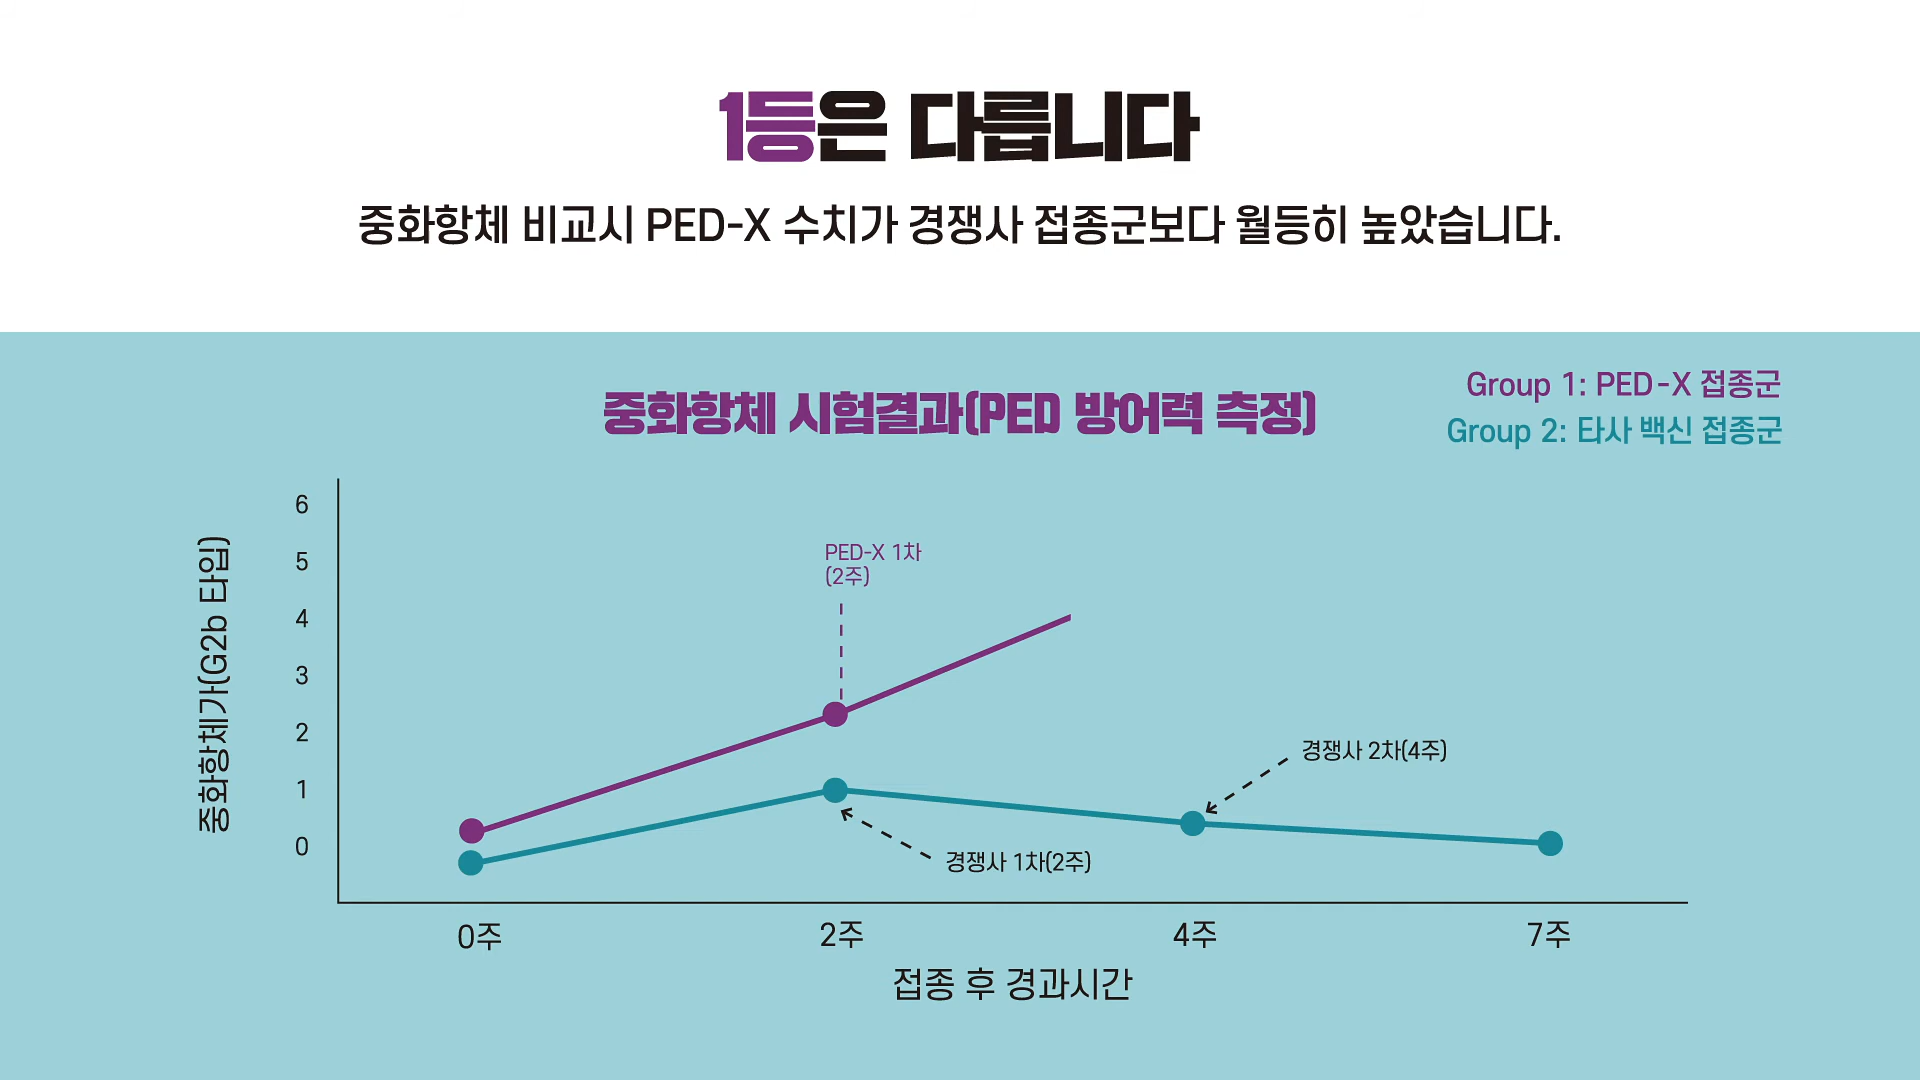 1등은 다릅니다
중화항체 비교시 PED-X 수치가 경쟁사 접종군보다 월등히 높았습니다.
중화항체 시험결과(PED 방어력 측정)
Group 1: PED-X 접종군
Group 2: 타사 백신 접종군
중화항체가(G2b 타입)
6
5
4
3
2
1
0
PED-X 1차
(2주)
경쟁사 2차(4주)
경쟁사 1차(2주)
0주 2주 4주 7주
접종 후 경과시간